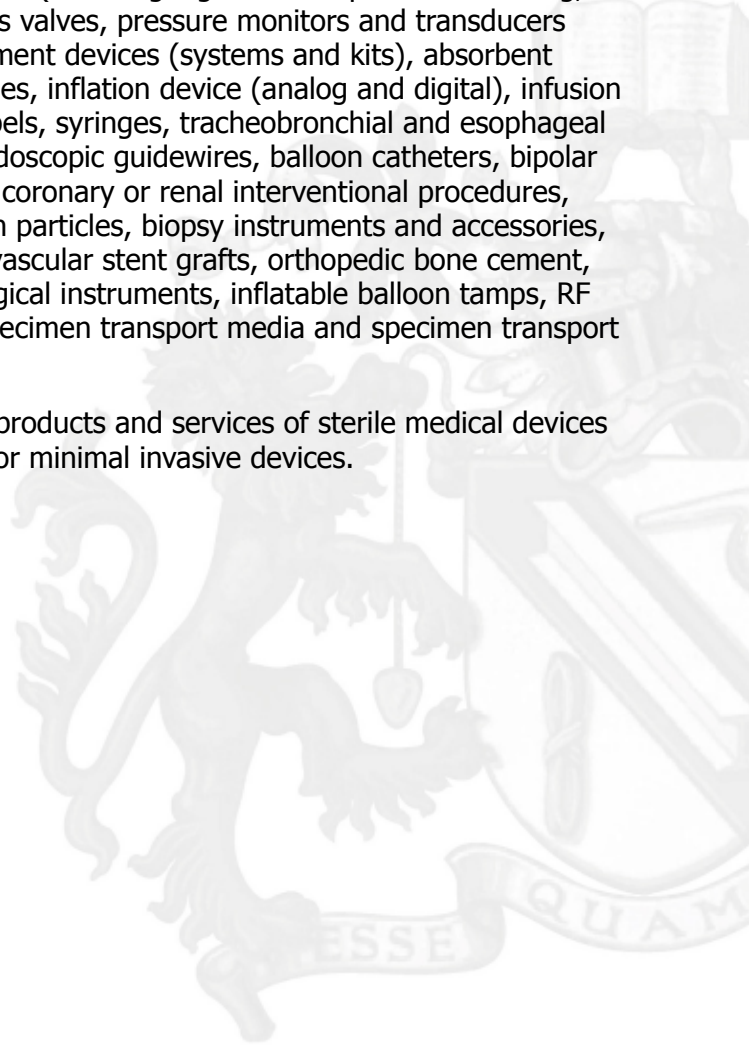 s valves, pressure monitors and transducers
ment devices (systems and kits), absorbent
es, inflation device (analog and digital), infusion
els, syringes, tracheobronchial and esophageal
doscopic guidewires, balloon catheters, bipolar
coronary or renal interventional procedures,
particles, biopsy instruments and accessories,
vascular stent grafts, orthopedic bone cement,
gical instruments, inflatable balloon tamps, RF
ecimen transport media and specimen transport
products and services of sterile medical devices
or minimal invasive devices.
ESSE QUAM